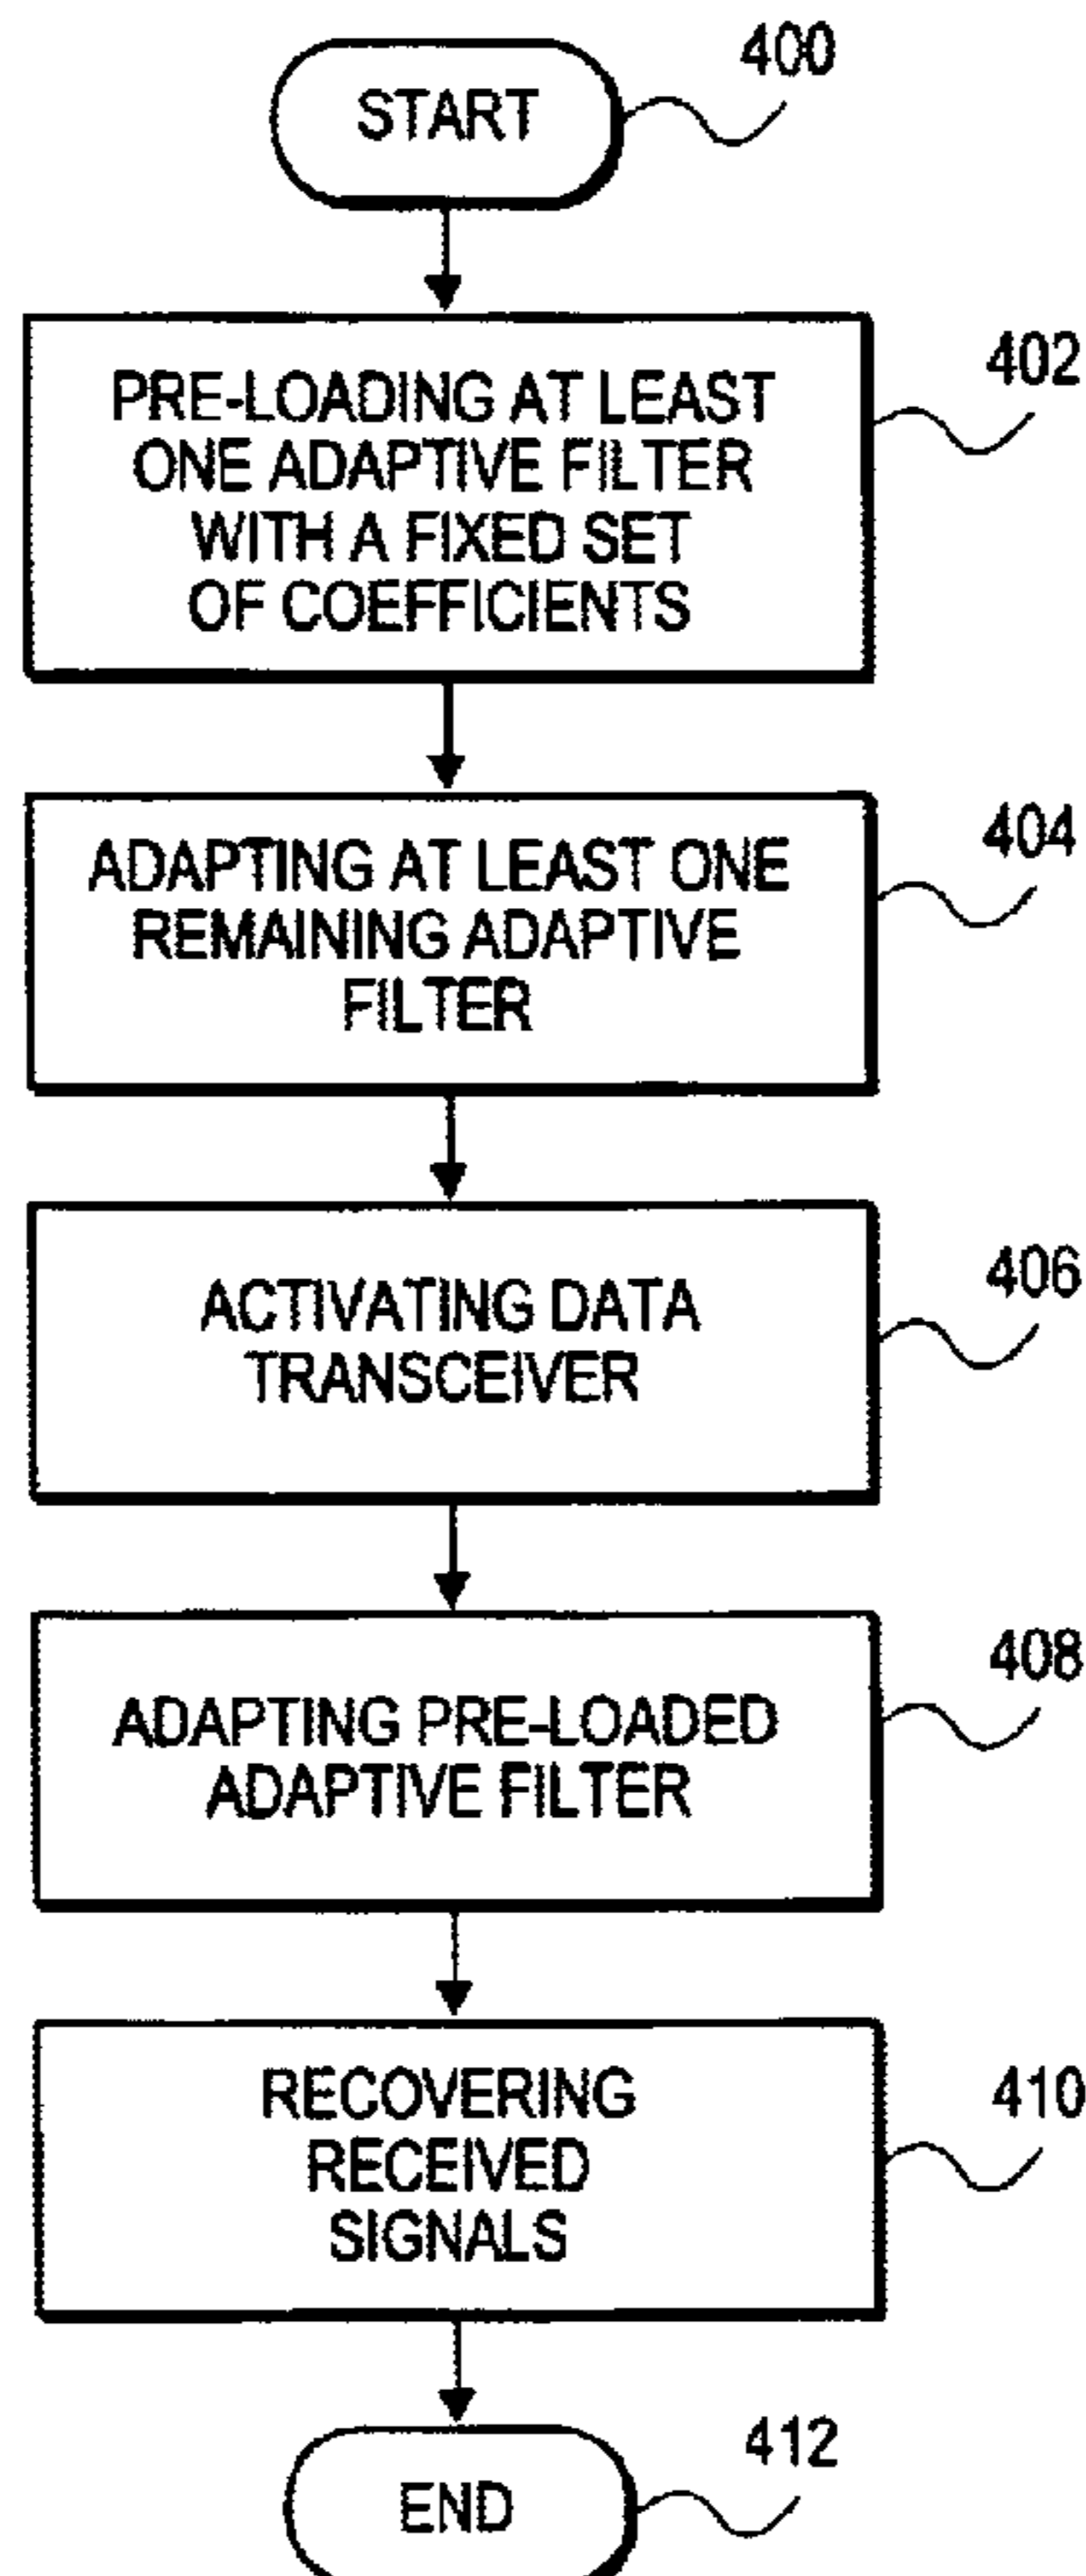 START
400
PRE-LOADING AT LEAST
ONE ADAPTIVE FILTER
WITH A FIXED SET
OF COEFFICIENTS
402
ADAPTING AT LEAST ONE
REMAINING ADAPTIVE
FILTER
404
ACTIVATING DATA
TRANSCEIVER
406
ADAPTING PRE-LOADED
ADAPTIVE FILTER
408
RECOVERING
RECEIVED
SIGNALS
410
END
412